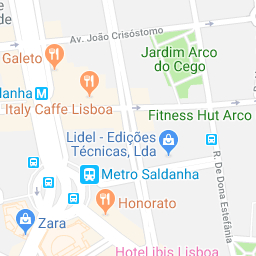 Av. João Crisóstomo
Galeto
Jardim Arco
do Cego
danha
M
Italy Caffe Lisboa
Fitness Hut Arco
Lidel - Edições
Técnicas, Lda
R. De Dona Estefânia
Metro Saldanha
Honorato
Zara
Hotel ibis Lisboa